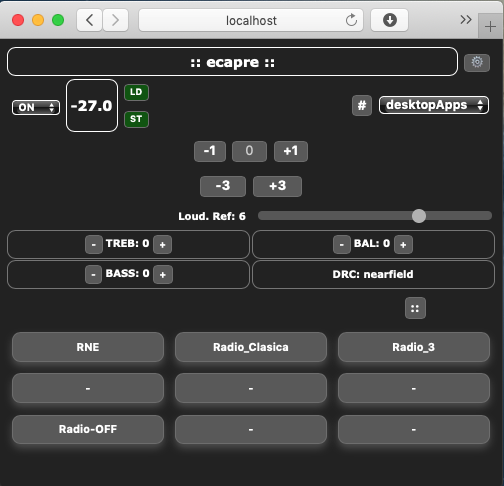 localhost
:: ecapre ::
ON -27.0 LD # desktopApps
ST
-1 0 +1
-3 +3
Loud. Ref: 6
- TREB: 0 + - BAL: 0 +
- BASS: 0 + DRC: nearfield
::
RNE Radio_Clasica Radio_3
- - -
Radio-OFF - -